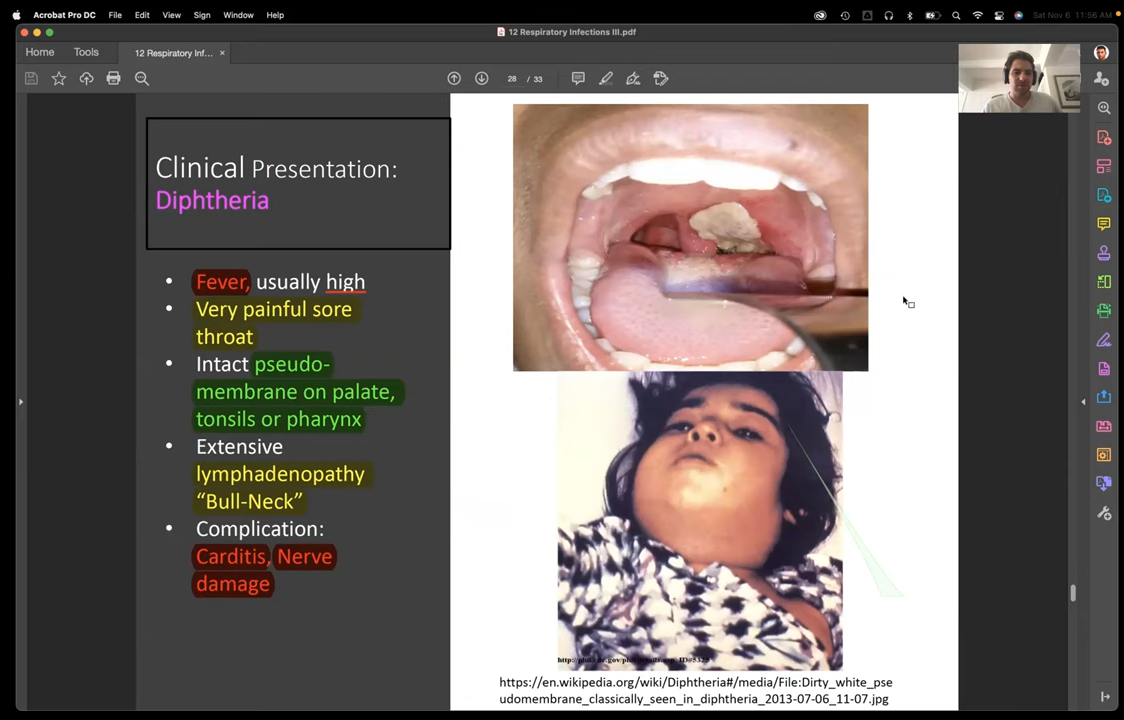 Acrobat Pro DC File Edit View Sign Window Help Sat Nov 6 11:56 AM
12 Respiratory Infections III.pdf
Home Tools 12 Respiratory Inf... ×
28 / 33
Clinical Presentation:
Diphtheria
• Fever, usually high
• Very painful sore
throat
• Intact pseudo-
membrane on palate,
tonsils or pharynx
• Extensive
lymphadenopathy
“Bull-Neck”
• Complication:
Carditis, Nerve
damage
https://en.wikipedia.org/wiki/Diphtheria#/media/File:Dirty_white_pse
udomembrane_classically_seen_in_diphtheria_2013-07-06_11-07.jpg